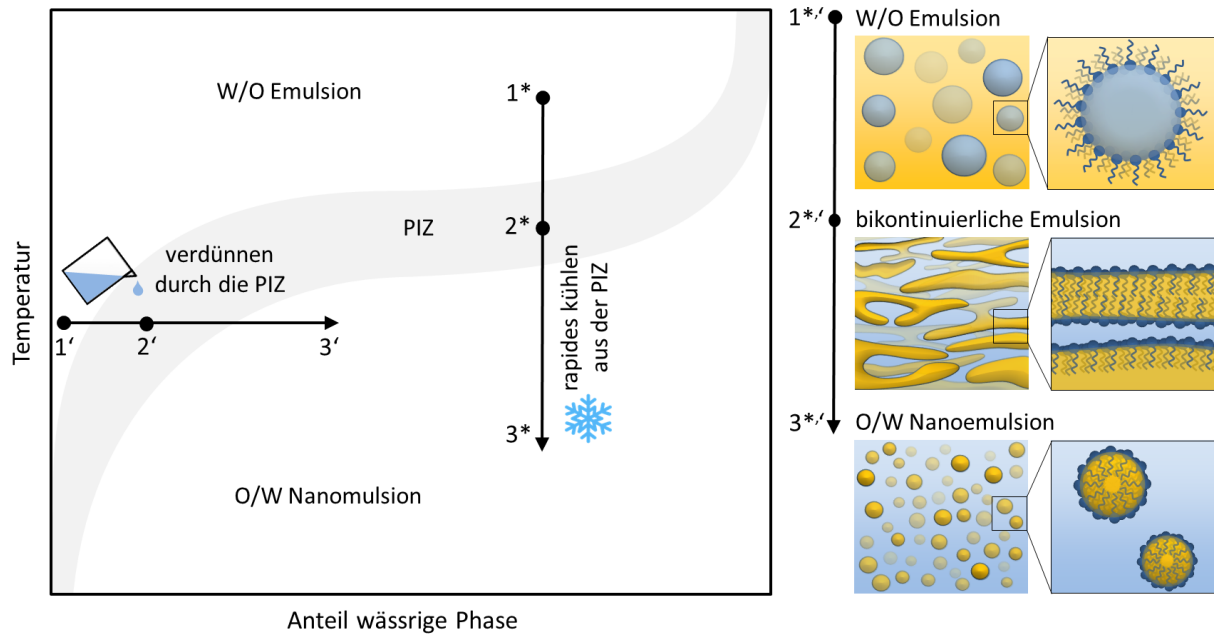 W/O Emulsion
1*
PIZ
2*
verdünnen
durch die PIZ
1‘
2‘
3‘
rapides kühlen
aus der PIZ
3*
O/W Nanomulsion
Temperatur
Anteil wässrige Phase
1*,‘
W/O Emulsion
2*,‘
bikontinuierliche Emulsion
3*,‘
O/W Nanoemulsion